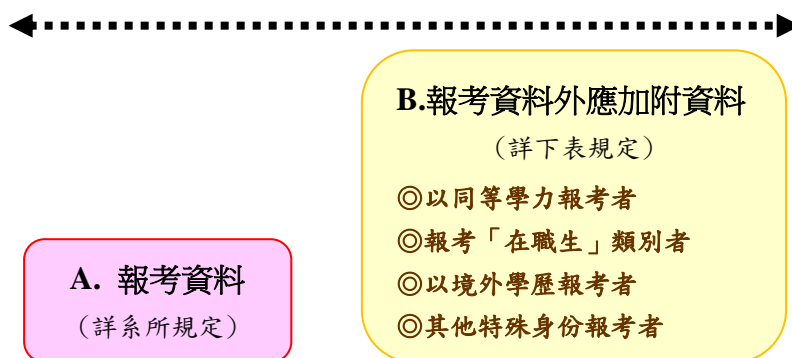 A. 報考資料
（詳系所規定）
B.報考資料外應加附資料
（詳下表規定）
◎以同等學力報考者
◎報考「在職生」類別者
◎以境外學歷報考者
◎其他特殊身份報考者